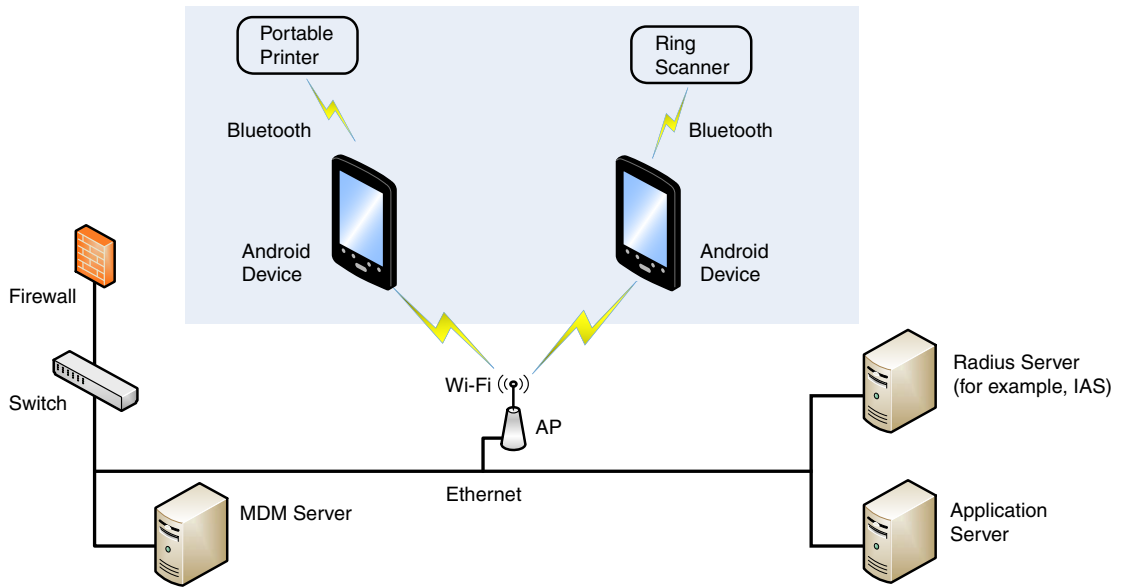 Portable
Printer
Ring
Scanner
Bluetooth
Bluetooth
Android
Device
Android
Device
Firewall
Switch
Wi-Fi
AP
Radius Server
(for example, IAS)
Ethernet
MDM Server
Application
Server